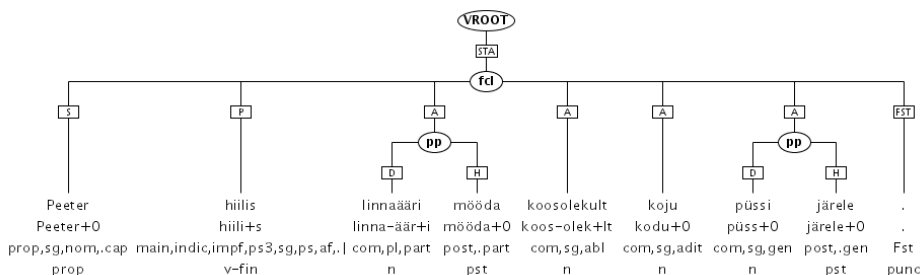 VROOT
STA
fcl
S P A A A A FST
pp pp
D H D H
Peeter hiilis linnaääri mööda koosolekult koju püssi järele .
Peeter+0 hiili+s linna-äär+i mööda+0 koos-olek+lt kodu+0 püss+0 järele+0 .
prop,sg,nom,.cap main,indic,impf,ps3,sg,ps,af,.| com,pl,part post,.part com,sg,abl com,sg,adit com,sg,gen post,.gen Fst
prop v-fin n pst n n n pst punc